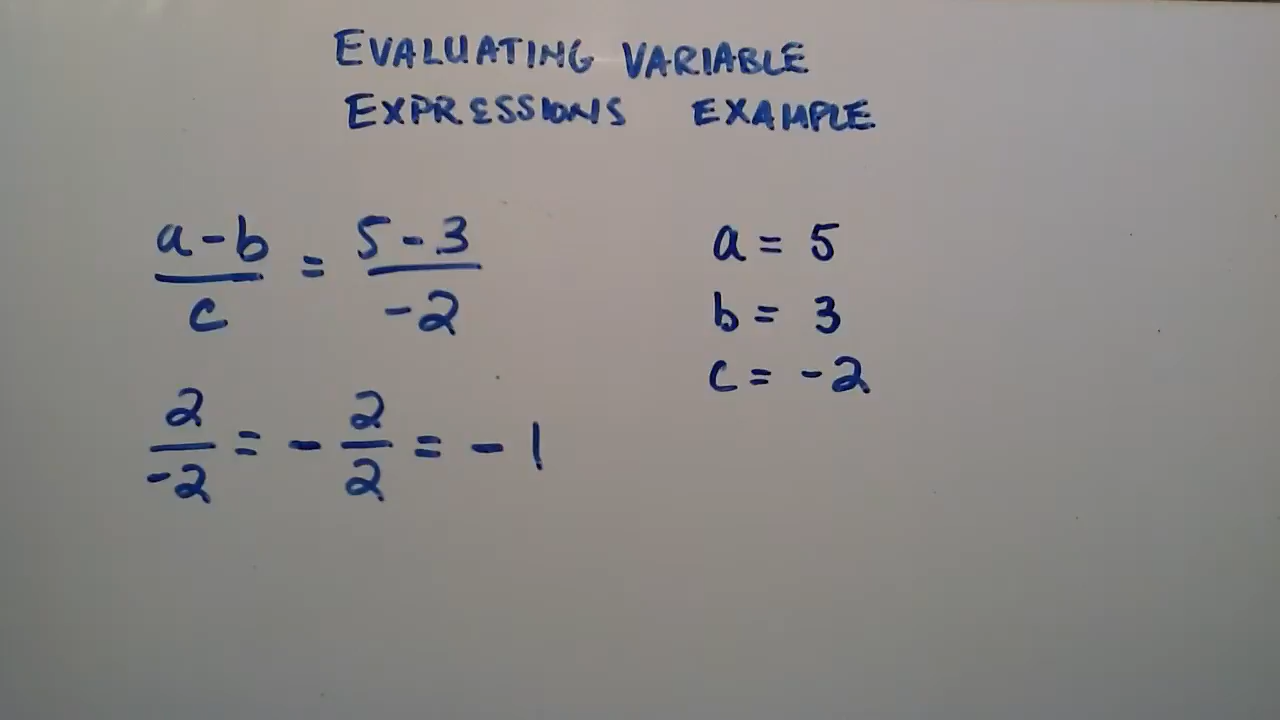 EVALUATING VARIABLE
EXPRESSIONS EXAMPLE
a-b/c = 5-3/-2
2/-2 = -2/2 = -1
a = 5
b = 3
c = -2